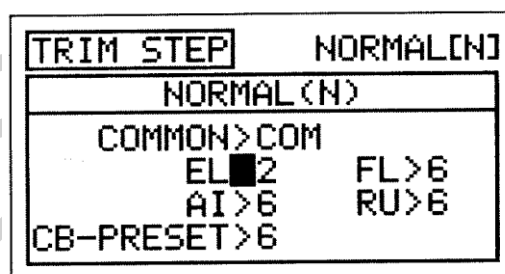 TRIM STEP NORMAL[N]
NORMAL(N)
COMMON>COM
EL■2 FL>6
AI>6 RU>6
CB-PRESET>6